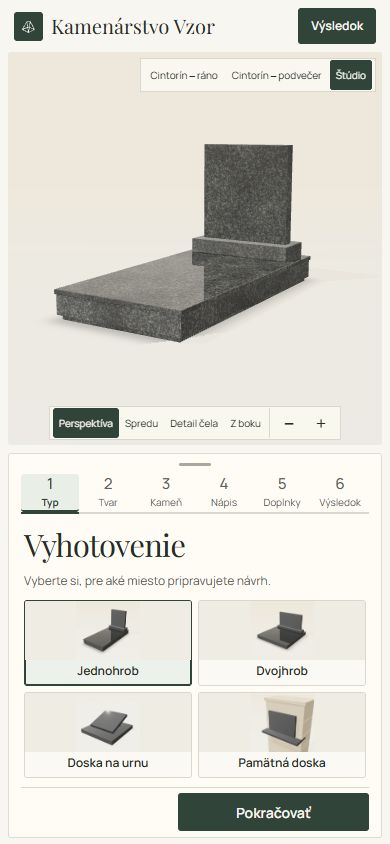 Kamenárstvo Vzor
Výsledok
Cintorín – ráno
Cintorín – podvečer
Štúdio
Perspektíva
Spredu
Detail čela
Z boku
−
+
1
Typ
2
Tvar
3
Kameň
4
Nápis
5
Doplnky
6
Výsledok
Vyhotovenie
Vyberte si, pre aké miesto pripravujete návrh.
Jednohrob
Dvojhrob
Doska na urnu
Pamätná doska
Pokračovať